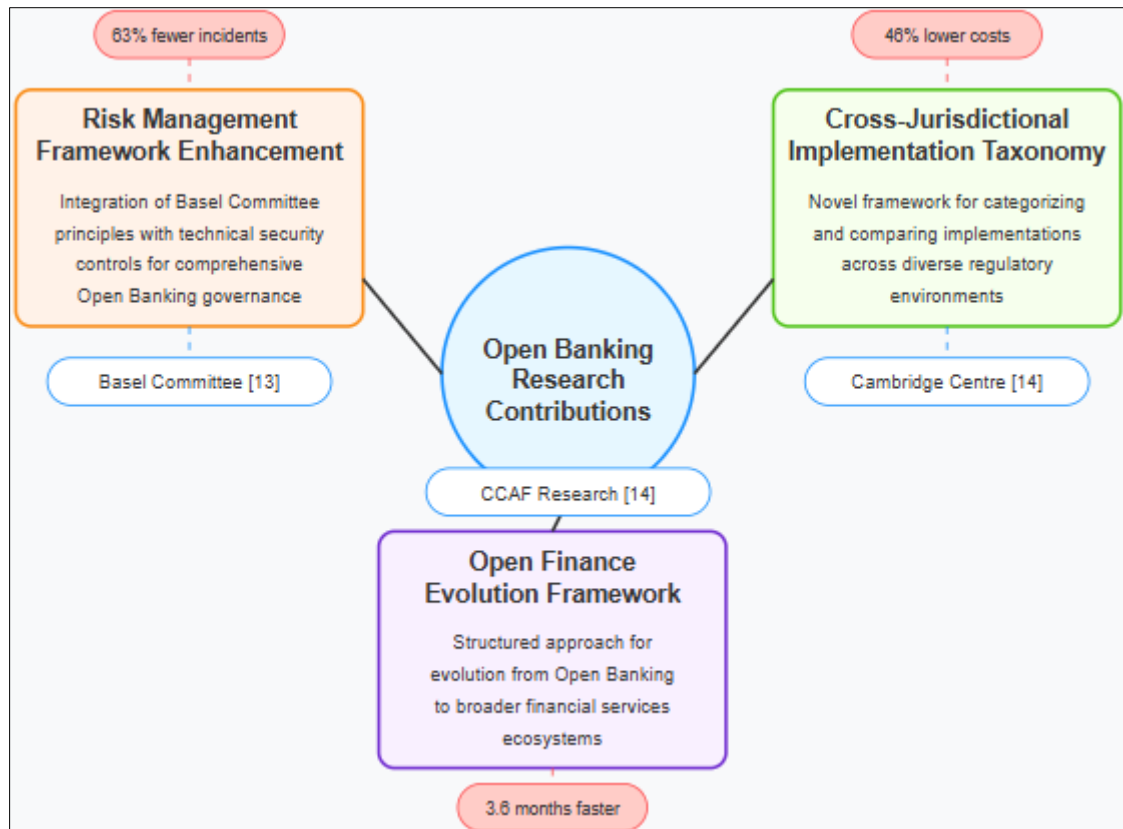 63% fewer incidents
46% lower costs
Risk Management
Framework Enhancement
Integration of Basel Committee
principles with technical security
controls for comprehensive
Open Banking governance
Basel Committee [13]
Cross-Jurisdictional
Implementation Taxonomy
Novel framework for categorizing
and comparing implementations
across diverse regulatory
environments
Cambridge Centre [14]
Open Banking
Research
Contributions
CCAF Research [14]
Open Finance
Evolution Framework
Structured approach for
evolution from Open Banking
to broader financial services
ecosystems
3.6 months faster